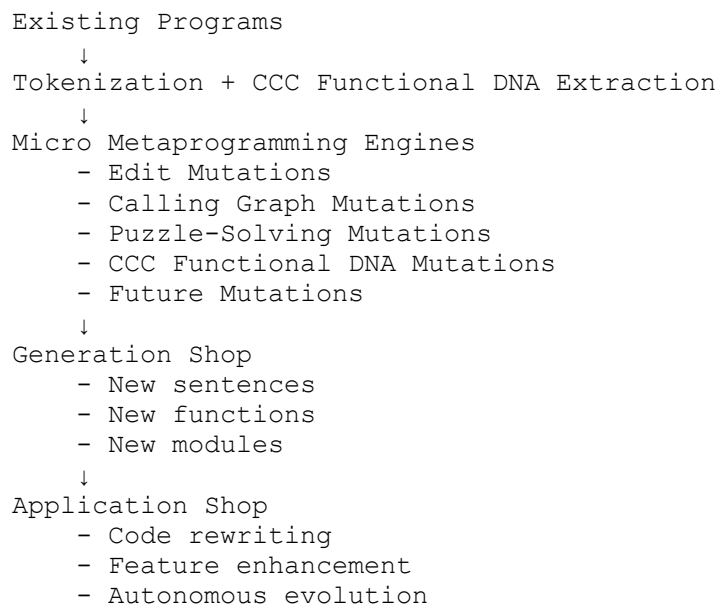 Existing Programs
↓
Tokenization + CCC Functional DNA Extraction
↓
Micro Metaprogramming Engines
- Edit Mutations
- Calling Graph Mutations
- Puzzle-Solving Mutations
- CCC Functional DNA Mutations
- Future Mutations
↓
Generation Shop
- New sentences
- New functions
- New modules
↓
Application Shop
- Code rewriting
- Feature enhancement
- Autonomous evolution